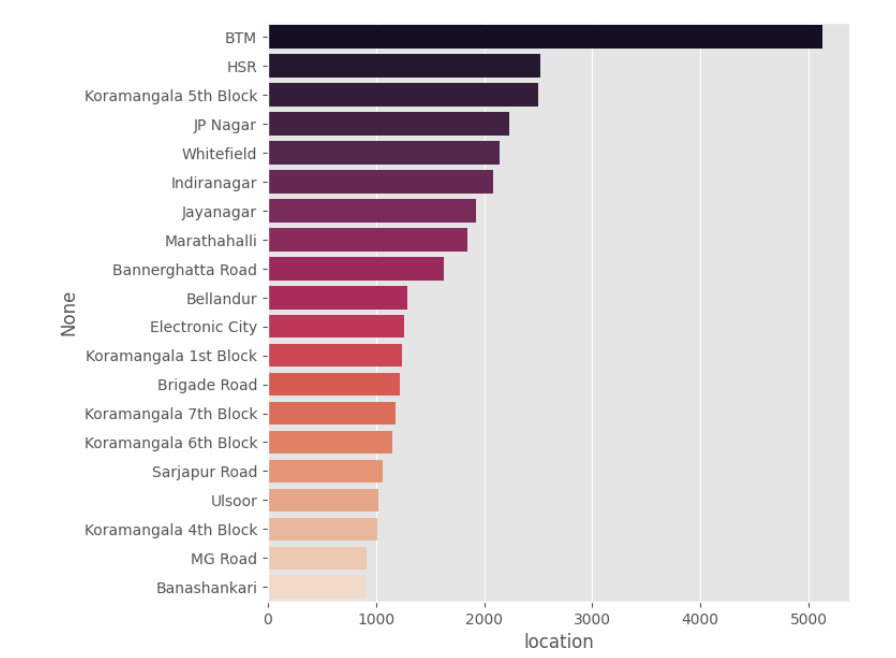 BTM
HSR
Koramangala 5th Block
JP Nagar
Whitefield
Indiranagar
Jayanagar
Marathahalli
Bannerghatta Road
Bellandur
Electronic City
Koramangala 1st Block
Brigade Road
Koramangala 7th Block
Koramangala 6th Block
Sarjapur Road
Ulsoor
Koramangala 4th Block
MG Road
Banashankari
None
0 1000 2000 3000 4000 5000
location